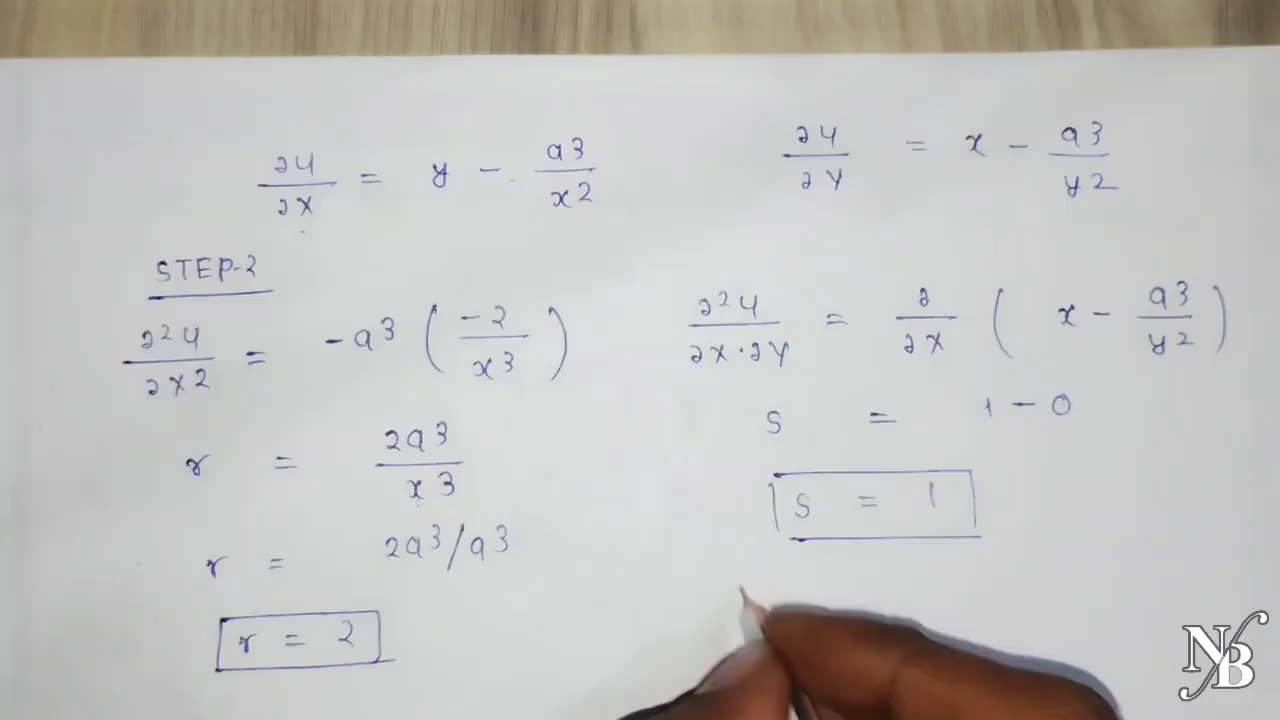 ∂u/∂x = y - a3/x2
∂u/∂y = x - a3/y2
STEP-2
∂²u/∂x2 = -a³ (-2/x3)
r = 2a3/x3
r = 2a3/a3
r = 2
∂²u/∂x·∂y = ∂/∂x (x - a3/y2)
S = 1 - 0
S = 1
NB